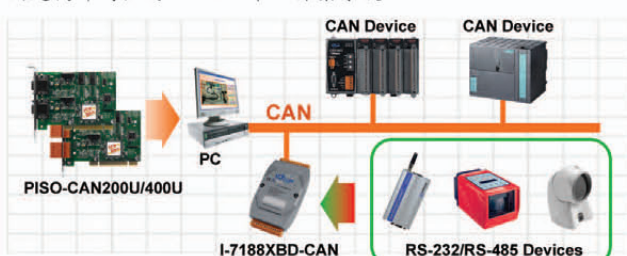 CAN Device
CAN Device
CAN
PC
PISO-CAN200U/400U
I-7188XBD-CAN
RS-232/RS-485 Devices